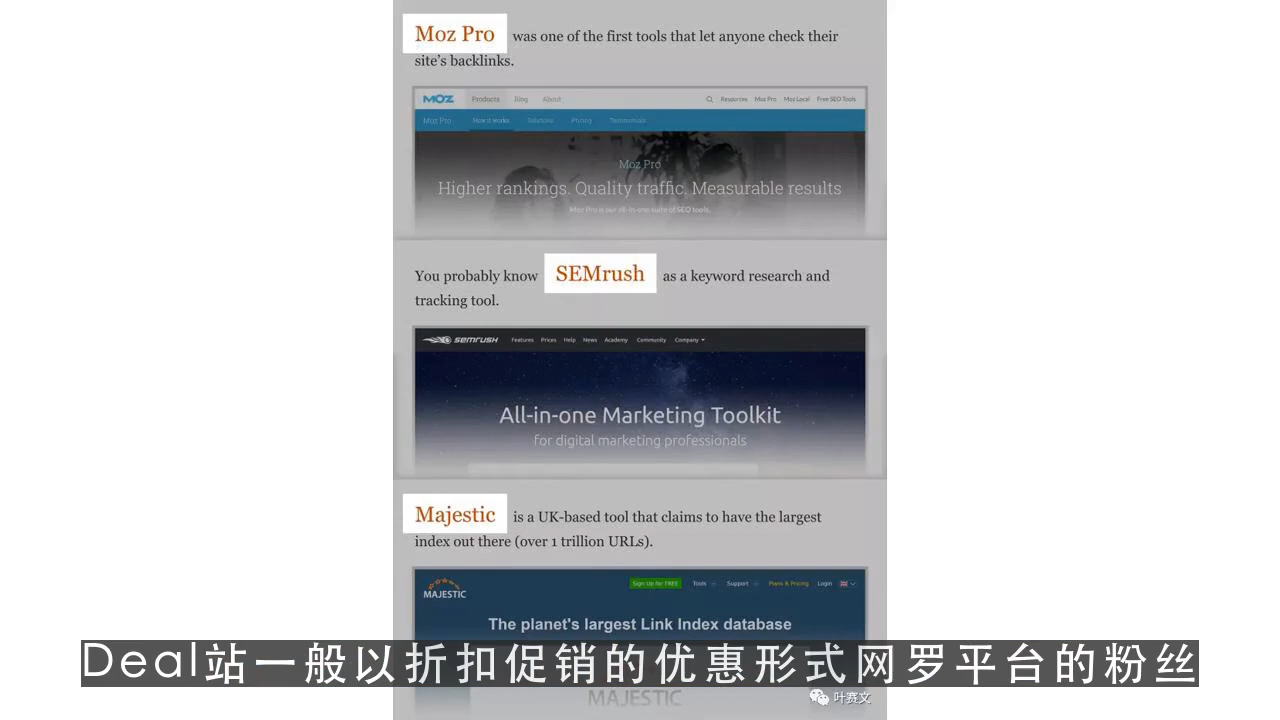 Moz Pro was one of the first tools that let anyone check their
site's backlinks.
MOZ Products Blog About Resources Moz Pro Moz Local Free SEO Tools
Moz Pro How it works Solutions Pricing Testimonials
Moz Pro
Higher rankings. Quality traffic. Measurable results
Moz Pro is our all-in-one suite of SEO tools.
You probably know SEMrush as a keyword research and
tracking tool.
SEMRUSH Features Prices Help News Academy Community Company
All-in-one Marketing Toolkit
for digital marketing professionals
Majestic is a UK-based tool that claims to have the largest
index out there (over 1 trillion URLs).
MAJESTIC Sign Up for FREE Tools Support Plans & Pricing Login
The planet's largest Link Index database
Deal站一般以折扣促销的优惠形式网罗平台的粉丝
MAJESTIC
叶赛文